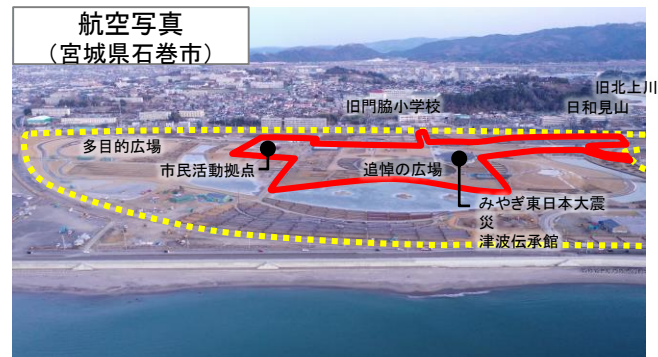 航空写真
（宮城県石巻市）
旧北上川
旧門脇小学校
日和見山
多目的広場
市民活動拠点
追悼の広場
みやぎ東日本大震
災
津波伝承館